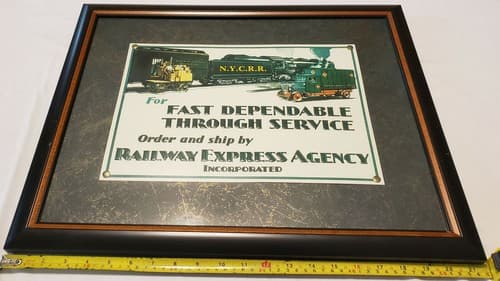 N.Y.C.R.R.
For
FAST DEPENDABLE
THROUGH SERVICE
Order and ship by
RAILWAY EXPRESS AGENCY
INCORPORATED